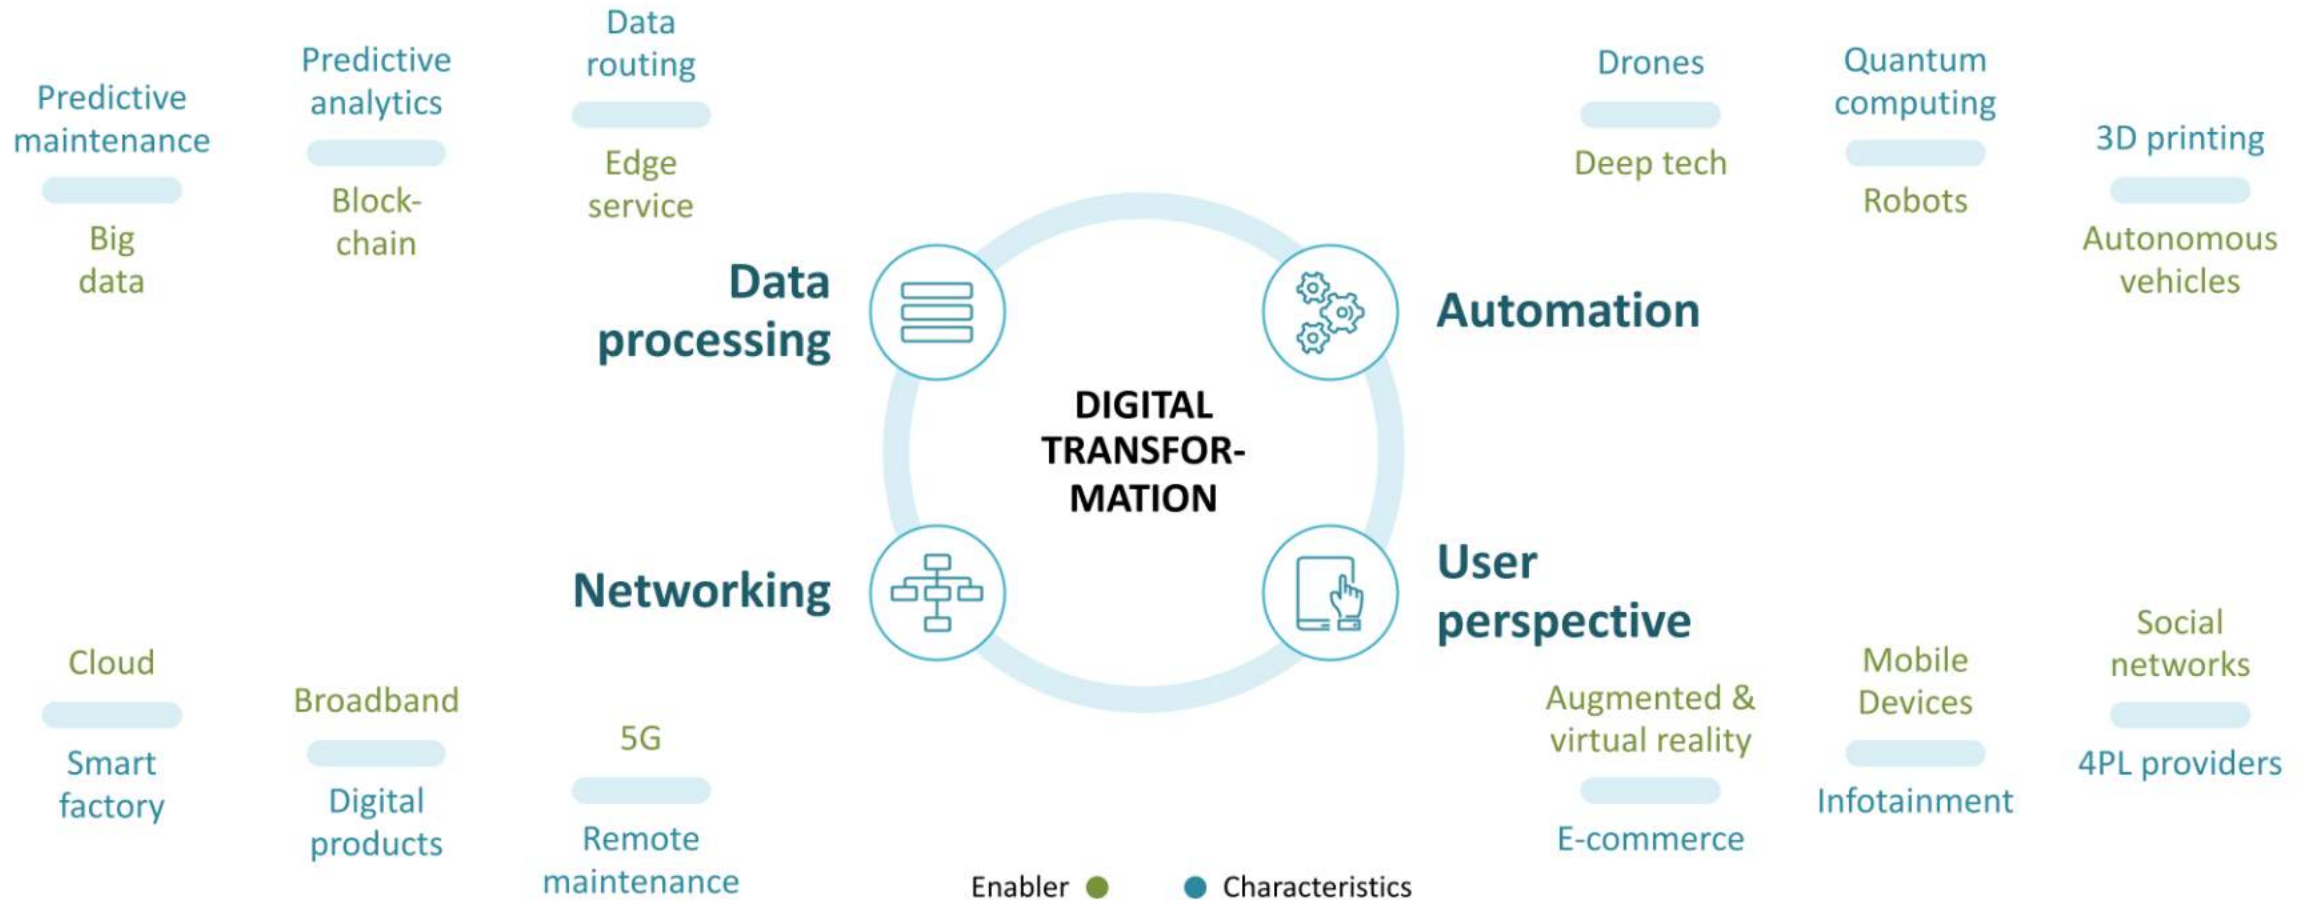 Data
routing
Predictive
analytics
Predictive
maintenance
Big
data
Block-
chain
Edge
service
Data
processing
Drones
Deep tech
Quantum
computing
Robots
3D printing
Autonomous
vehicles
Automation
DIGITAL
TRANSFOR-
MATION
Networking
Cloud
Smart
factory
Broadband
Digital
products
5G
Remote
maintenance
User
perspective
Augmented &
virtual reality
E-commerce
Mobile
Devices
Infotainment
Social
networks
4PL providers
Enabler
Characteristics